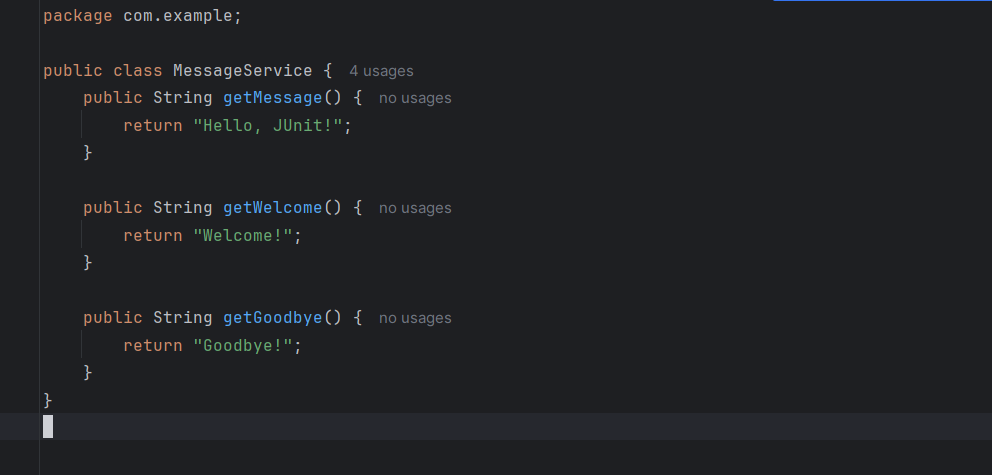 package com.example;
public class MessageService {  4 usages
    public String getMessage() {  no usages
        return "Hello, JUnit!";
    }
    public String getWelcome() {  no usages
        return "Welcome!";
    }
    public String getGoodbye() {  no usages
        return "Goodbye!";
    }
}